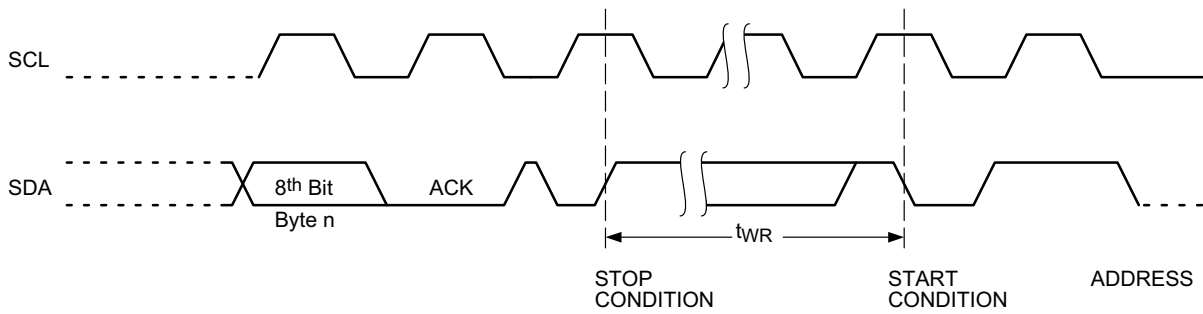 SCL
SDA
8th Bit
ACK
Byte n
tWR
STOP
CONDITION
START
CONDITION
ADDRESS